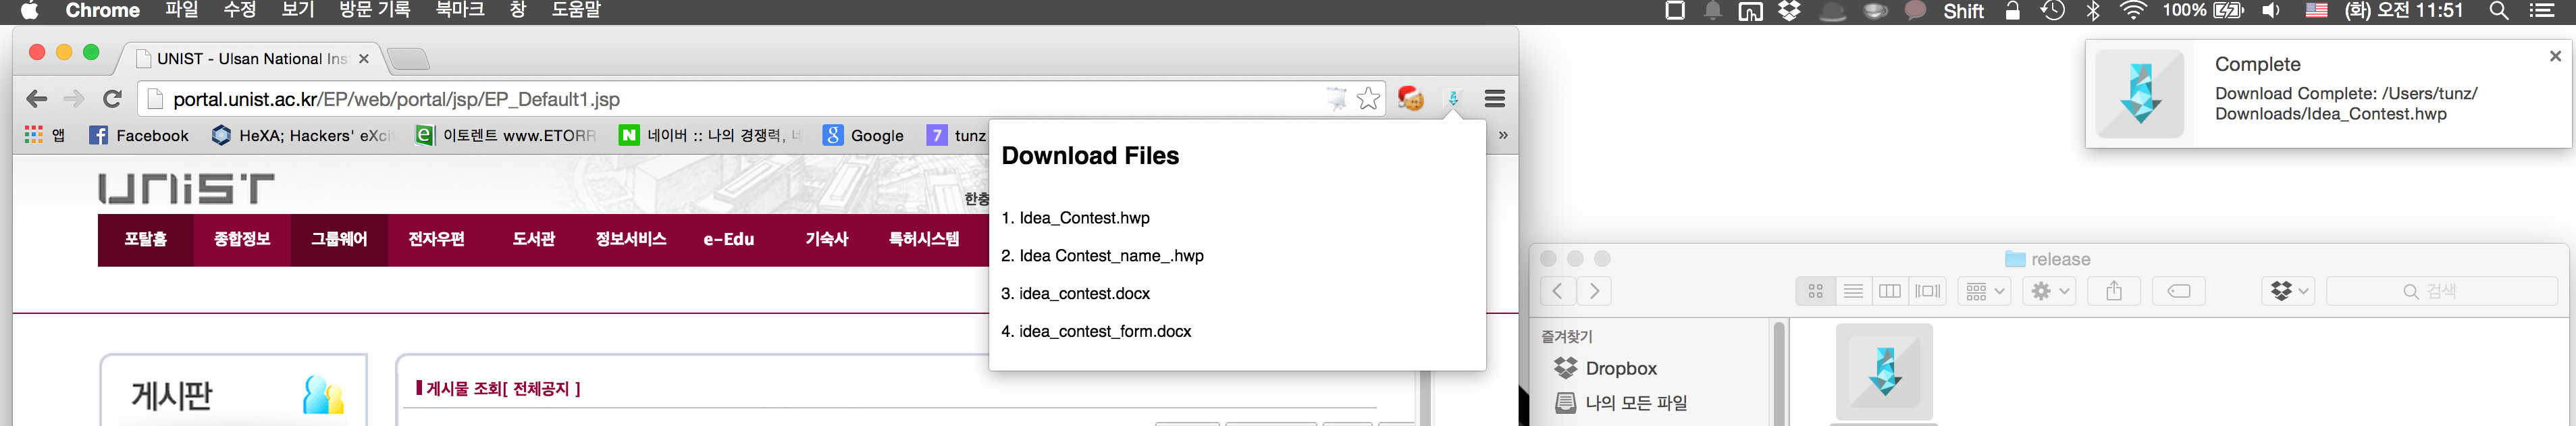 Chrome 파일 수정 보기 방문 기록 북마크 창 도움말
Shift 100% (화) 오전 11:51
UNIST - Ulsan National Ins
portal.unist.ac.kr/EP/web/portal/jsp/EP_Default1.jsp
앱 Facebook HeXA; Hackers' eXci 이토렌트 www.ETORR 네이버 :: 나의 경쟁력, 네 Google 7 tunz »
UNIST
한충
포탈홈 종합정보 그룹웨어 전자우편 도서관 정보서비스 e-Edu 기숙사 특허시스템
Download Files
1. Idea_Contest.hwp
2. Idea Contest_name_.hwp
3. idea_contest.docx
4. idea_contest_form.docx
게시판
게시물 조회[ 전체공지 ]
Complete
Download Complete: /Users/tunz/
Downloads/Idea_Contest.hwp
release
검색
즐겨찾기
Dropbox
나의 모든 파일